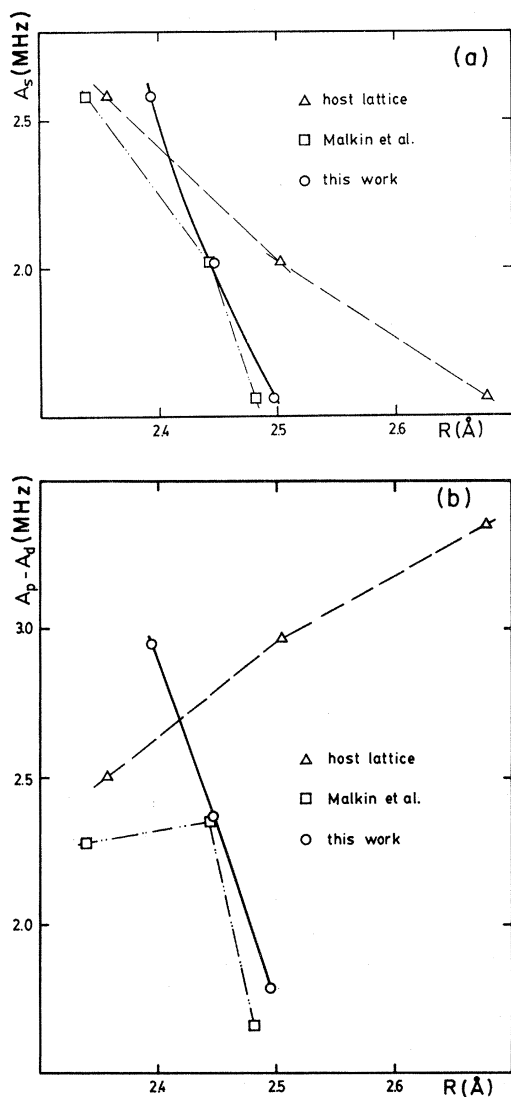 A_s (MHz)
(a)
△ host lattice
□ Malkin et al.
○ this work
2.5
2.0
2.4 2.5 2.6
R (Å)
A_p - A_d (MHz)
(b)
3.0
2.5
2.0
△ host lattice
□ Malkin et al.
○ this work
2.4 2.5 2.6
R (Å)